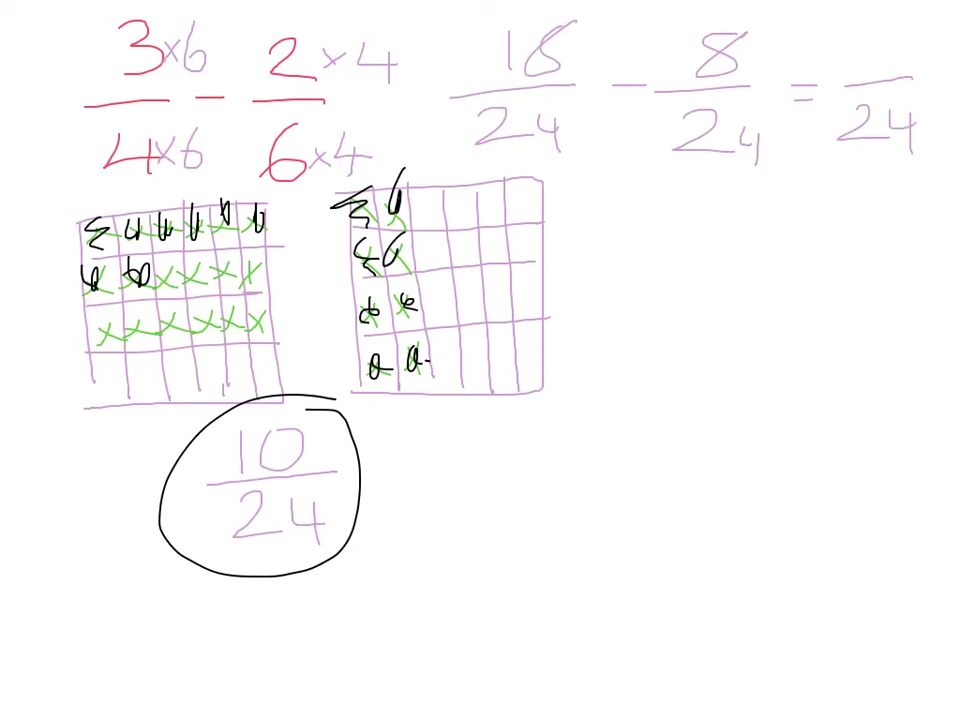 3×6 2×4 18 8
— - — — - — = —
4×6 6×4 24 24 24
10
—
24